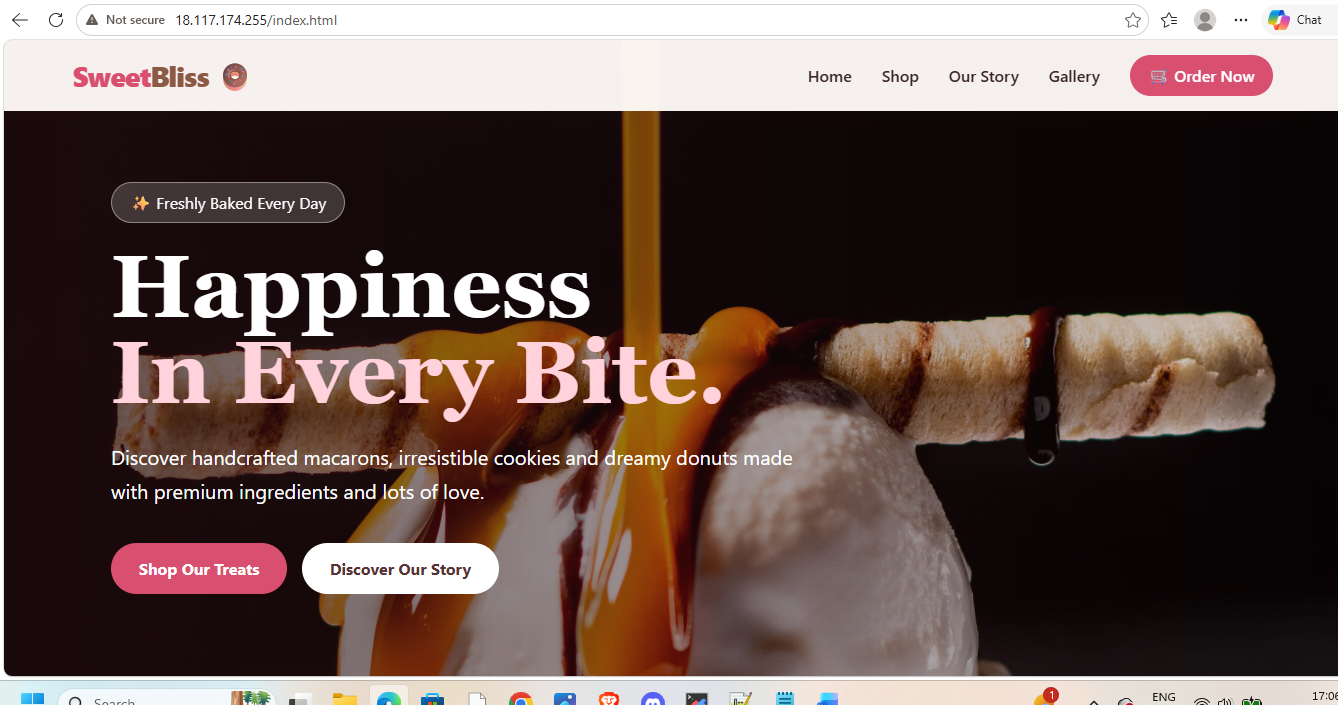 Not secure 18.117.174.255/index.html
Chat
SweetBliss
Home Shop Our Story Gallery Order Now
✨ Freshly Baked Every Day
Happiness
In Every Bite.
Discover handcrafted macarons, irresistible cookies and dreamy donuts made
with premium ingredients and lots of love.
Shop Our Treats Discover Our Story
Search
1
ENG
17:06